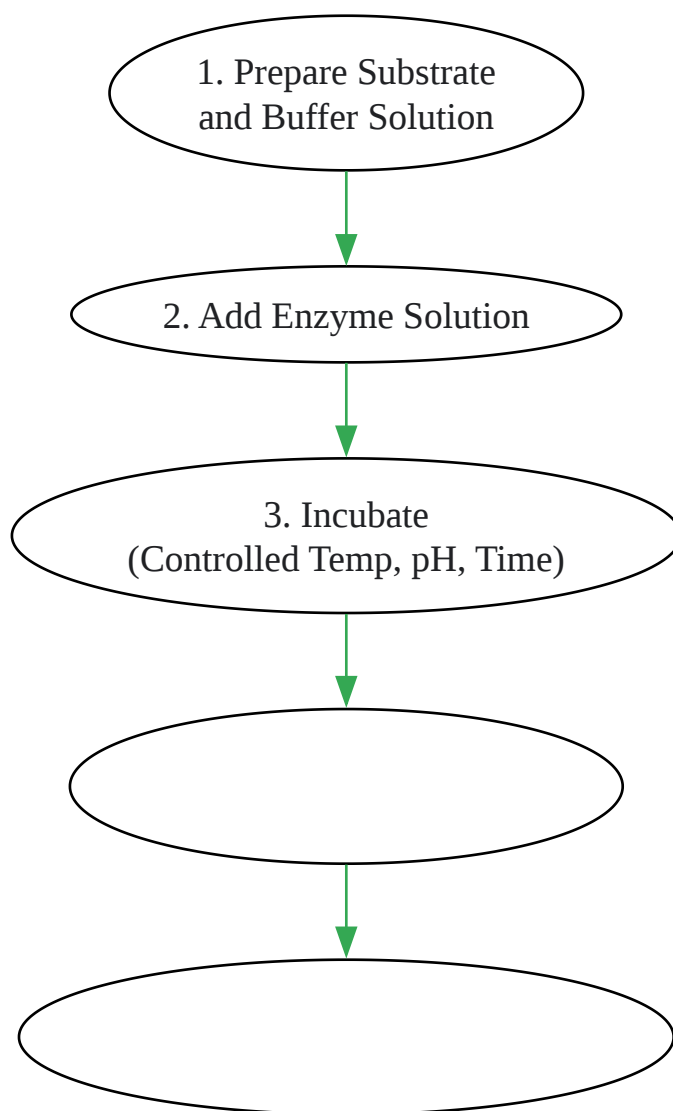 1. Prepare Substrate
and Buffer Solution
2. Add Enzyme Solution
3. Incubate
(Controlled Temp, pH, Time)